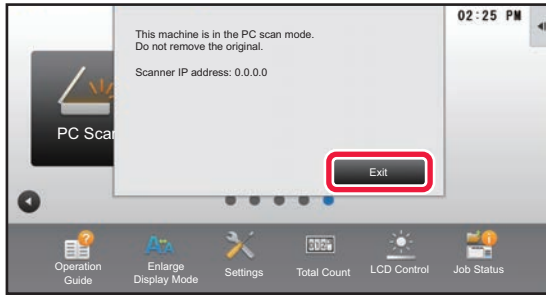 02:25 PM
This machine is in the PC scan mode.
Do not remove the original.
Scanner IP address: 0.0.0.0
PC Scan
Exit
Operation
Guide
Enlarge
Display Mode
Settings
Total Count
LCD Control
Job Status